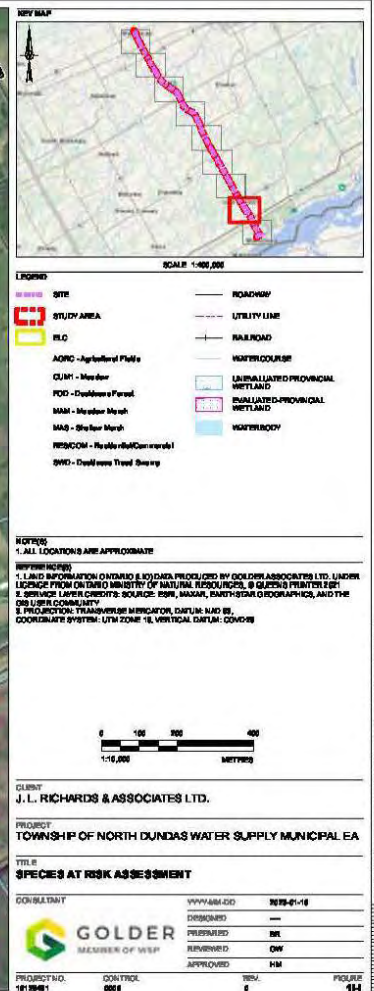 KEY MAP
SCALE 1:400,000
LEGEND
SITE
STUDY AREA
ELC
AGRC - Agricultural Fields
CUM1 - Meadow
FOD - Deciduous Forest
MAM - Meadow Marsh
MAS - Shallow Marsh
RES/COM - Residential/Commercial
SWD - Deciduous Treed Swamp
ROADWAY
UTILITY LINE
RAILROAD
WATERCOURSE
UNEVALUATED PROVINCIAL
WETLAND
EVALUATED-PROVINCIAL
WETLAND
WATERBODY
NOTE(S)
1. ALL LOCATIONS ARE APPROXIMATE
REFERENCE(S)
1. LAND INFORMATION ONTARIO (LIO) DATA PRODUCED BY GOLDER ASSOCIATES LTD. UNDER
LICENCE FROM ONTARIO MINISTRY OF NATURAL RESOURCES, © QUEENS PRINTER 2021
2. SERVICE LAYER CREDITS: SOURCE: ESRI, MAXAR, EARTHSTAR GEOGRAPHICS, AND THE
GIS USER COMMUNITY
3. PROJECTION: TRANSVERSE MERCATOR, DATUM: NAD 83,
COORDINATE SYSTEM: UTM ZONE 18, VERTICAL DATUM: CGVD28
0 100 200 400
1:10,000 METRES
CLIENT
J. L. RICHARDS & ASSOCIATES LTD.
PROJECT
TOWNSHIP OF NORTH DUNDAS WATER SUPPLY MUNICIPAL EA
TITLE
SPECIES AT RISK ASSESSMENT
CONSULTANT
GOLDER
MEMBER OF WSP
YYYY-MM-DD
DESIGNED ---
PREPARED BR
REVIEWED GW
APPROVED HM
PROJECT NO. CONTROL REV. FIGURE
0